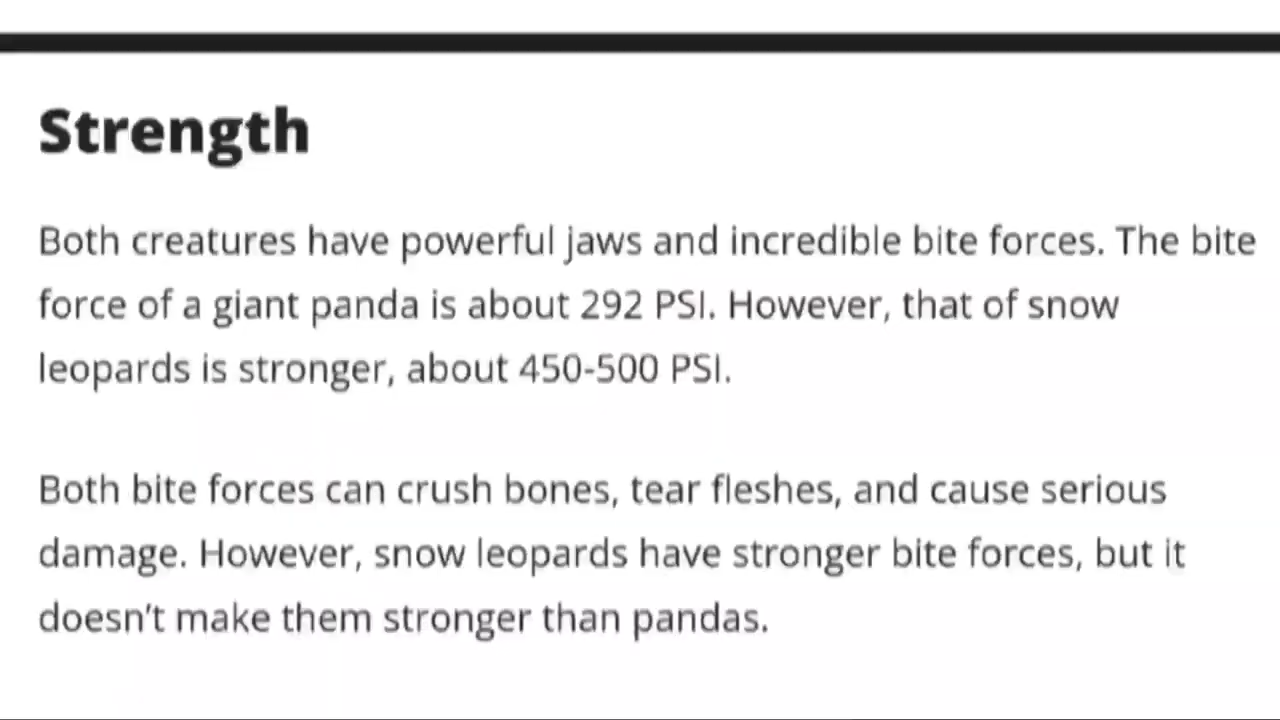 Strength
Both creatures have powerful jaws and incredible bite forces. The bite
force of a giant panda is about 292 PSI. However, that of snow
leopards is stronger, about 450-500 PSI.
Both bite forces can crush bones, tear fleshes, and cause serious
damage. However, snow leopards have stronger bite forces, but it
doesn’t make them stronger than pandas.